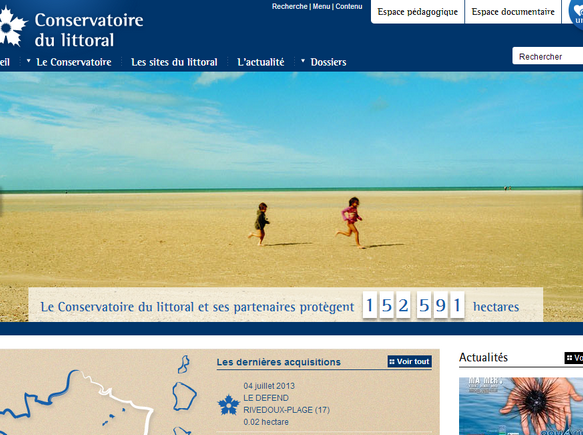 Recherche | Menu | Contenu
Espace pédagogique
Espace documentaire
Conservatoire
du littoral
Le Conservatoire
Les sites du littoral
L'actualité
Dossiers
Rechercher
Le Conservatoire du littoral et ses partenaires protègent 152 591 hectares
Les dernières acquisitions
Voir tout
Actualités
04 juillet 2013
LE DEFEND
RIVEDOUX-PLAGE (17)
0.02 hectare